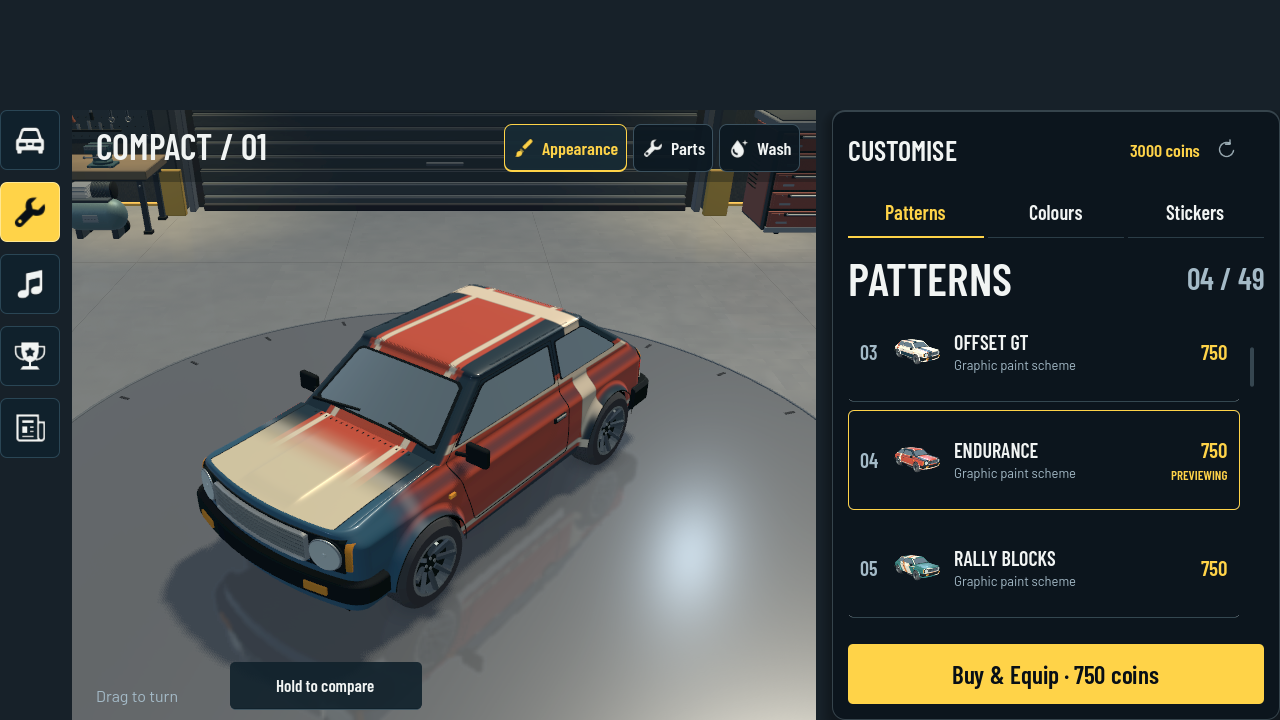 COMPACT / 01
Appearance
Parts
Wash
Drag to turn
Hold to compare
CUSTOMISE
3000 coins
Patterns
Colours
Stickers
PATTERNS
04 / 49
03
OFFSET GT
Graphic paint scheme
750
04
ENDURANCE
Graphic paint scheme
750
PREVIEWING
05
RALLY BLOCKS
Graphic paint scheme
750
Buy & Equip · 750 coins